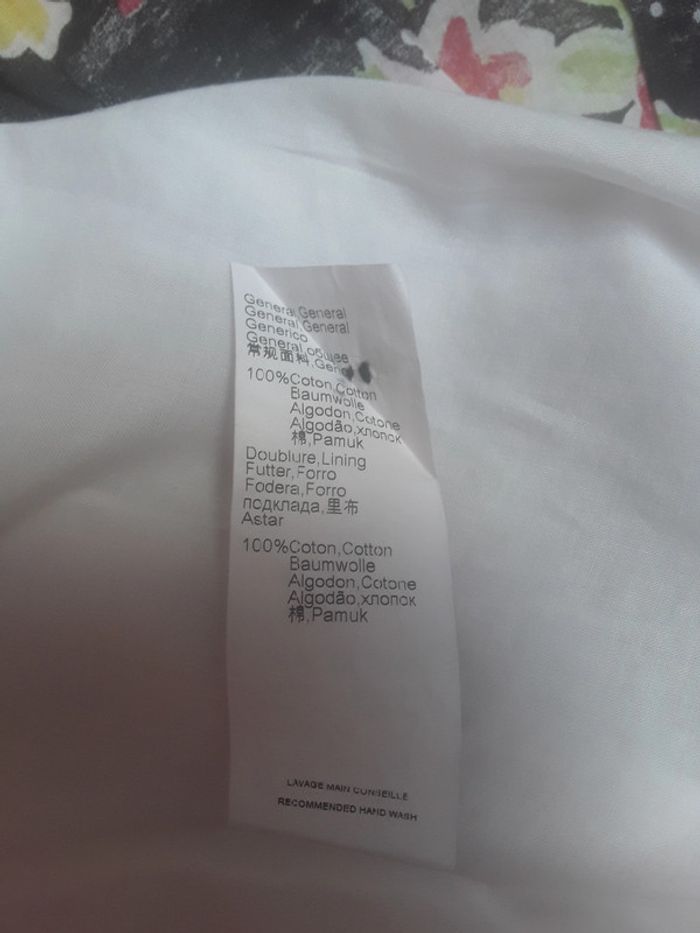 General,General
General,General
Generico
General,общее
常规面料,Gen
100%Coton,Cotton
Baumwolle
Algodon,Cotone
Algodão,хлопок
棉,Pamuk
Doublure,Lining
Futter,Forro
Fodera,Forro
псдклада,里布
Astar
100%Coton,Cotton
Baumwolle
Algodon,Cotone
Algodão,хлопок
棉,Pamuk
LAVAGE MAIN CONSEILLE
RECOMMENDED HAND WASH